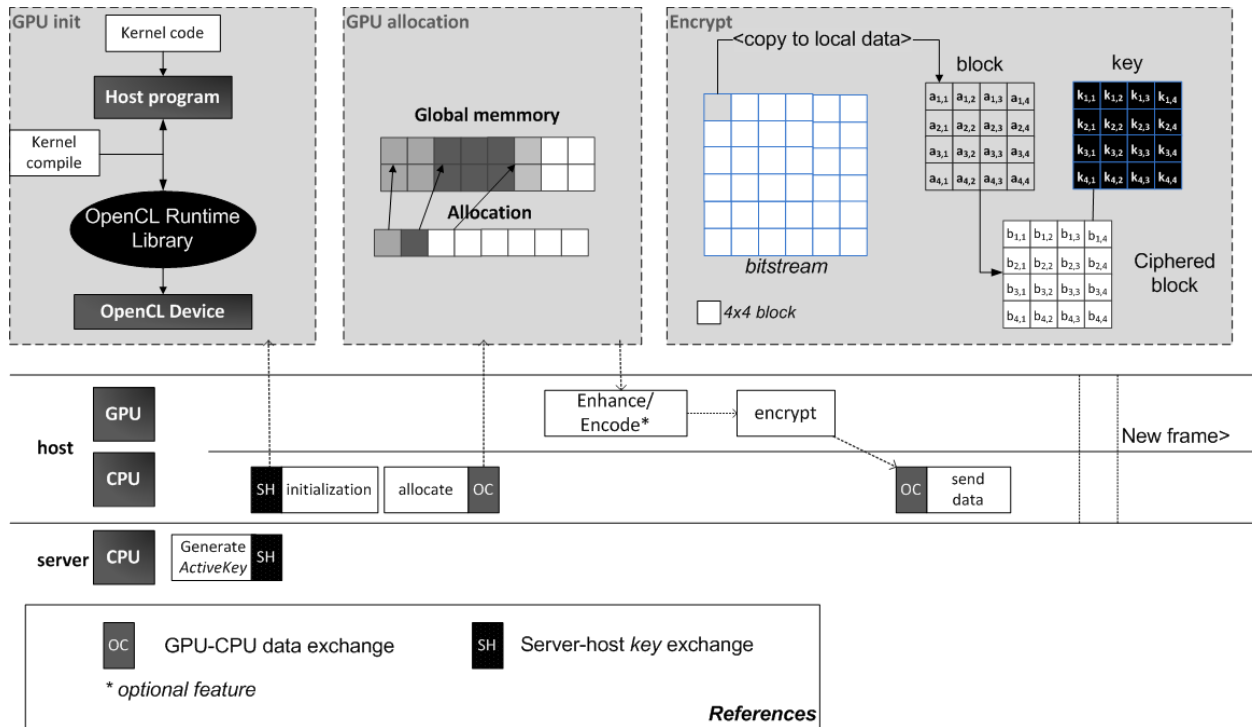 GPU init
Kernel code
Host program
Kernel
compile
OpenCL Runtime
Library
OpenCL Device
GPU allocation
Global memmory
Allocation
Encrypt
<copy to local data>
block
key
a1,1 a1,2 a1,3 a1,4
a2,1 a2,2 a2,3 a2,4
a3,1 a3,2 a3,3 a3,4
a4,1 a4,2 a4,3 a4,4
k1,1 k1,2 k1,3 k1,4
k2,1 k2,2 k2,3 k2,4
k3,1 k3,2 k3,3 k3,4
k4,1 k4,2 k4,3 k4,4
b1,1 b1,2 b1,3 b1,4
b2,1 b2,2 b2,3 b2,4
b3,1 b3,2 b3,3 b3,4
b4,1 b4,2 b4,3 b4,4
Ciphered
block
bitstream
4x4 block
host
GPU
Enhance/
Encode*
encrypt
New frame>
CPU
SH initialization
allocate OC
OC send
data
server
CPU
Generate
ActiveKey
SH
OC GPU-CPU data exchange
SH Server-host key exchange
* optional feature
References